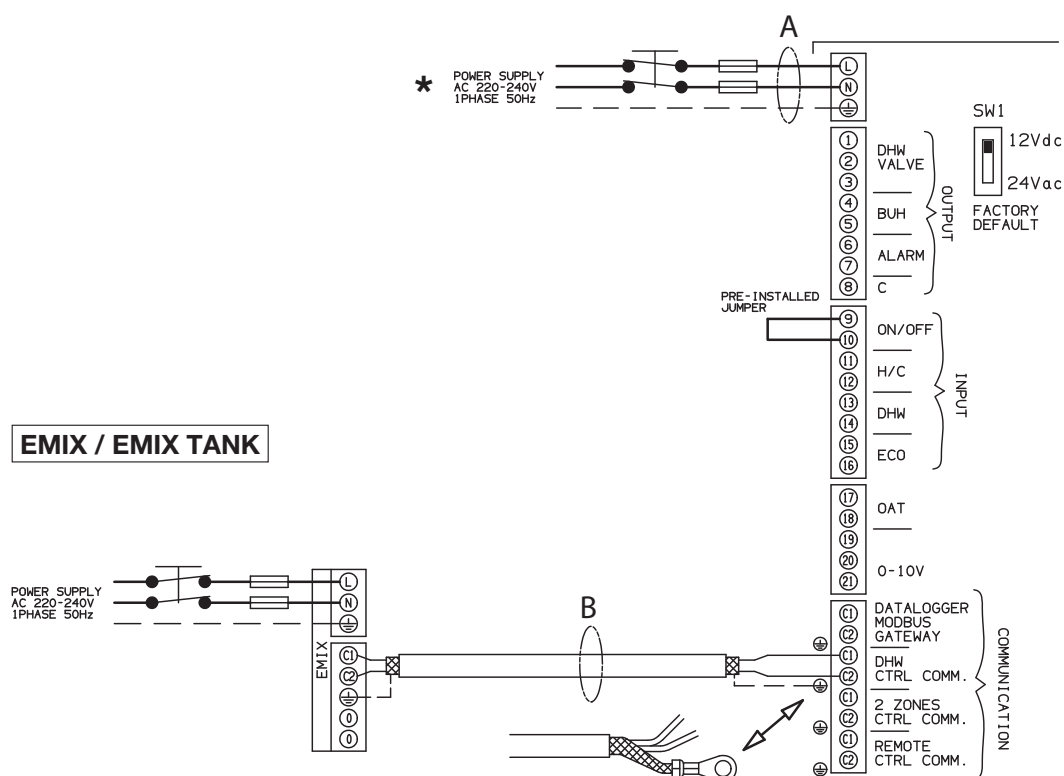 A
*
POWER SUPPLY
AC 220-240V
1PHASE 50Hz
L
N
SW1
12Vdc
24Vac
FACTORY
DEFAULT
1
2
3
4
5
6
7
8
DHW
VALVE
BUH
ALARM
C
OUTPUT
PRE-INSTALLED
JUMPER
9
10
11
12
13
14
15
16
ON/OFF
H/C
DHW
ECO
INPUT
EMIX / EMIX TANK
17
18
19
20
21
OAT
0-10V
POWER SUPPLY
AC 220-240V
1PHASE 50Hz
L
N
EMIX
C1
C2
0
0
B
C1
C2
C1
C2
C1
C2
C1
C2
DATALOGGER
MODBUS
GATEWAY
DHW
CTRL COMM.
2 ZONES
CTRL COMM.
REMOTE
CTRL COMM.
COMMUNICATION